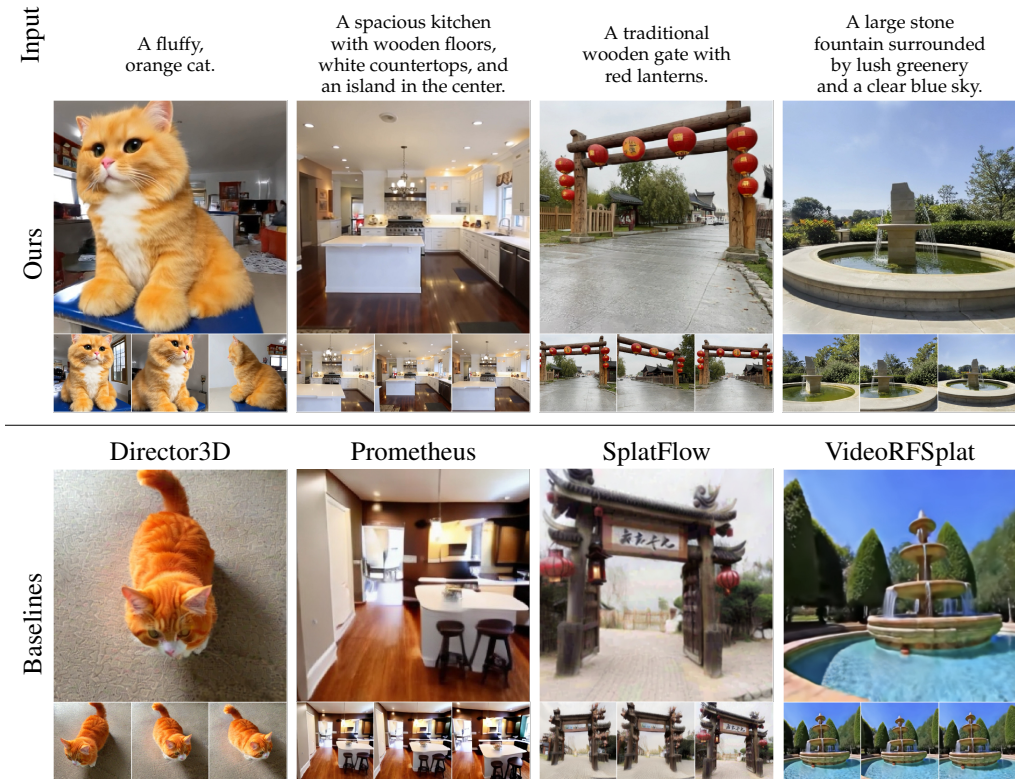 Input
A fluffy,
orange cat.
A spacious kitchen
with wooden floors,
white countertops, and
an island in the center.
A traditional
wooden gate with
red lanterns.
A large stone
fountain surrounded
by lush greenery
and a clear blue sky.
Ours
Director3D
Prometheus
SplatFlow
VideoRFSplat
Baselines